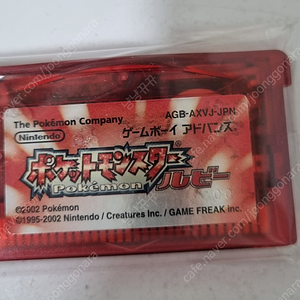 The Pokémon Company
AGB-AXVJ-JPN
Nintendo
ゲームボーイ アドバンス
ポケットモンスター
Pokémon
ルビー
©2002 Pokémon
©1995-2002 Nintendo / Creatures inc. / GAME FREAK inc.